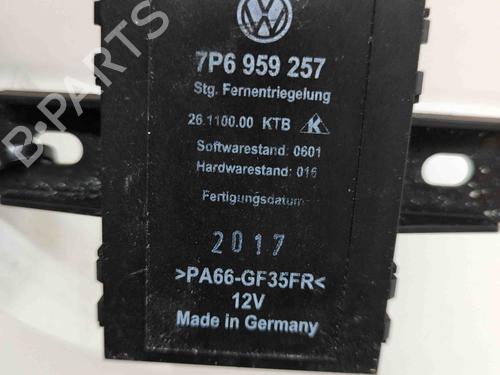 7P6 959 257
Stg. Fernentriegelung
26.1100.00 KTB K
Softwarestand: 0601
Hardwarestand: 016
Fertigungsdatum
2017
>PA66-GF35FR<
12V
Made in Germany